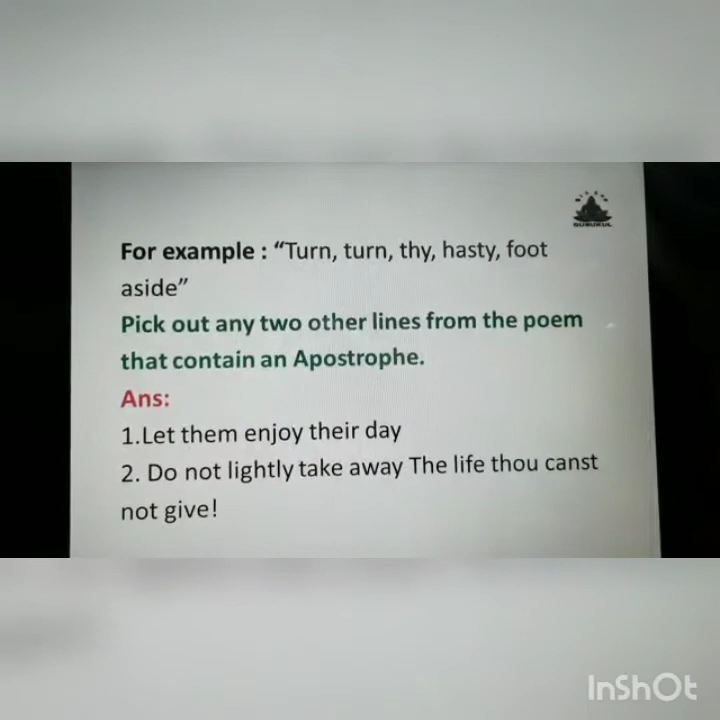 GURUKUL
For example : “Turn, turn, thy, hasty, foot
aside”
Pick out any two other lines from the poem
that contain an Apostrophe.
Ans:
1.Let them enjoy their day
2. Do not lightly take away The life thou canst
not give!
InShOt